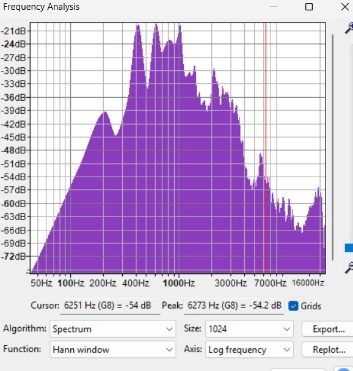 Frequency Analysis
-21dB
-24dB
-27dB
-30dB
-33dB
-36dB
-39dB
-42dB
-45dB
-48dB
-51dB
-54dB
-57dB
-60dB
-63dB
-66dB
-69dB
-72dB
50Hz 100Hz 200Hz 400Hz 1000Hz 3000Hz 7000Hz 16000Hz
Cursor: 6251 Hz (G8) = -54 dB Peak: 6273 Hz (G8) = -54.2 dB Grids
Algorithm: Spectrum Size: 1024 Export...
Function: Hann window Axis: Log frequency Replot...